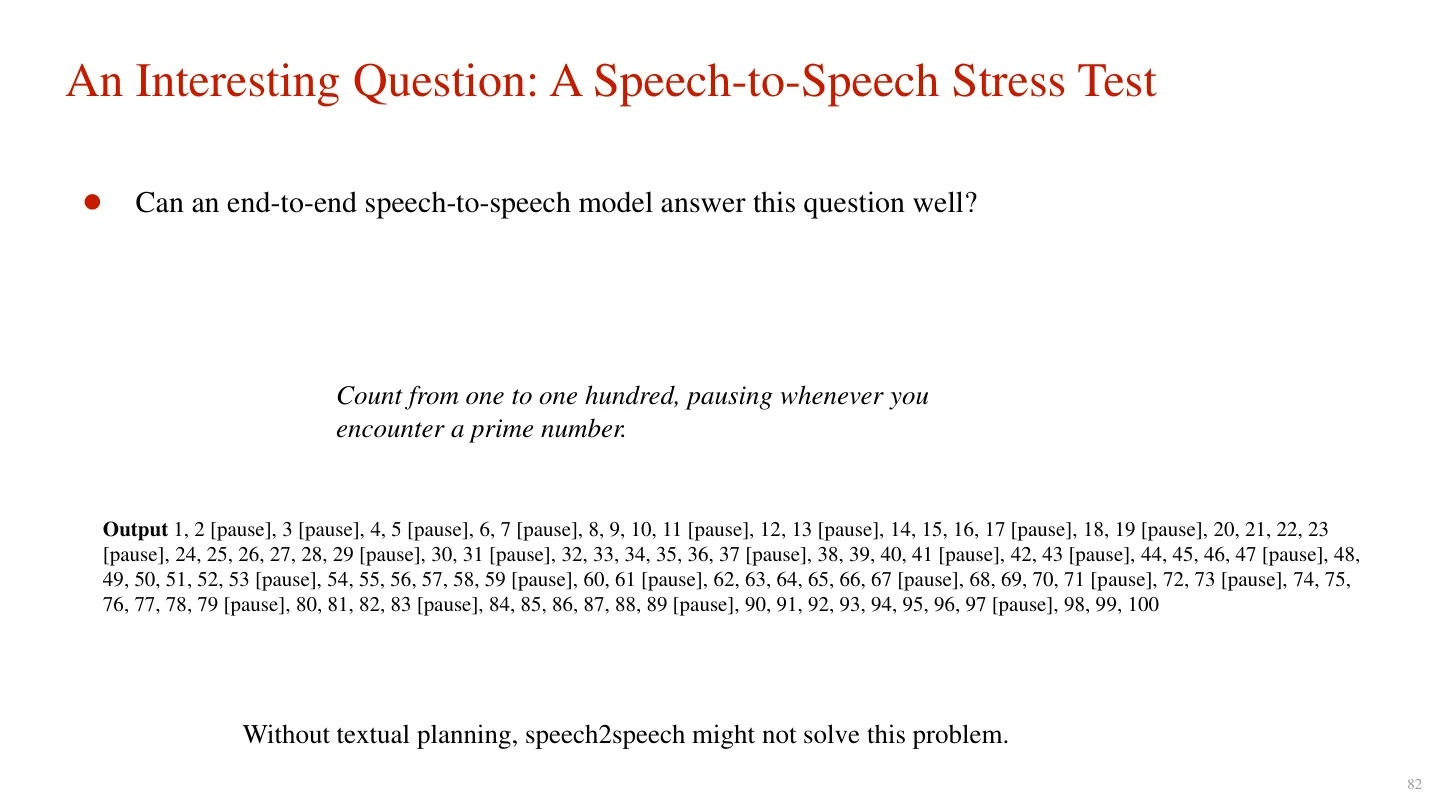 An Interesting Question: A Speech-to-Speech Stress Test
● Can an end-to-end speech-to-speech model answer this question well?
Count from one to one hundred, pausing whenever you
encounter a prime number.
Output 1, 2 [pause], 3 [pause], 4, 5 [pause], 6, 7 [pause], 8, 9, 10, 11 [pause], 12, 13 [pause], 14, 15, 16, 17 [pause], 18, 19 [pause], 20, 21, 22, 23
[pause], 24, 25, 26, 27, 28, 29 [pause], 30, 31 [pause], 32, 33, 34, 35, 36, 37 [pause], 38, 39, 40, 41 [pause], 42, 43 [pause], 44, 45, 46, 47 [pause], 48,
49, 50, 51, 52, 53 [pause], 54, 55, 56, 57, 58, 59 [pause], 60, 61 [pause], 62, 63, 64, 65, 66, 67 [pause], 68, 69, 70, 71 [pause], 72, 73 [pause], 74, 75,
76, 77, 78, 79 [pause], 80, 81, 82, 83 [pause], 84, 85, 86, 87, 88, 89 [pause], 90, 91, 92, 93, 94, 95, 96, 97 [pause], 98, 99, 100
Without textual planning, speech2speech might not solve this problem.
82